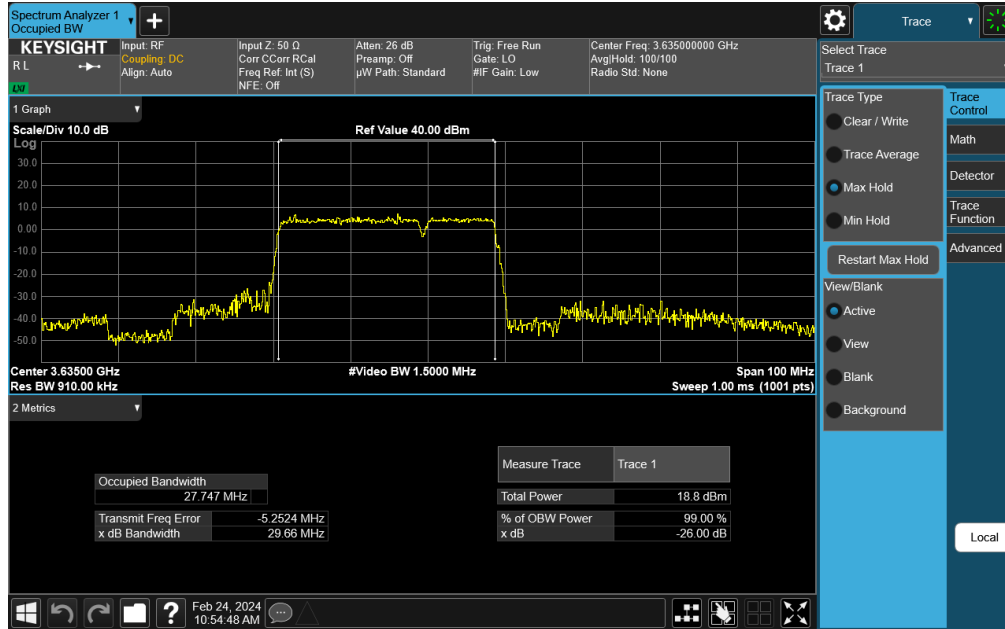 Spectrum Analyzer 1
Occupied BW
Trace
KEYSIGHT
R L
LXI
Input: RF
Coupling: DC
Align: Auto
Input Z: 50 Ω
Corr CCorr RCal
Freq Ref: Int (S)
NFE: Off
Atten: 26 dB
Preamp: Off
µW Path: Standard
Trig: Free Run
Gate: LO
#IF Gain: Low
Center Freq: 3.635000000 GHz
Avg|Hold: 100/100
Radio Std: None
Select Trace
Trace 1
1 Graph
Scale/Div 10.0 dB
Ref Value 40.00 dBm
Log
30.0
20.0
10.0
0.00
-10.0
-20.0
-30.0
-40.0
-50.0
Center 3.63500 GHz
#Video BW 1.5000 MHz
Span 100 MHz
Res BW 910.00 kHz
Sweep 1.00 ms (1001 pts)
2 Metrics
Occupied Bandwidth
27.747 MHz
Transmit Freq Error -5.2524 MHz
x dB Bandwidth 29.66 MHz
Measure Trace Trace 1
Total Power 18.8 dBm
% of OBW Power 99.00 %
x dB -26.00 dB
Trace Type
Clear / Write
Trace Average
Max Hold
Min Hold
Restart Max Hold
View/Blank
Active
View
Blank
Background
Trace
Control
Math
Detector
Trace
Function
Advanced
Local
?
Feb 24, 2024
10:54:48 AM